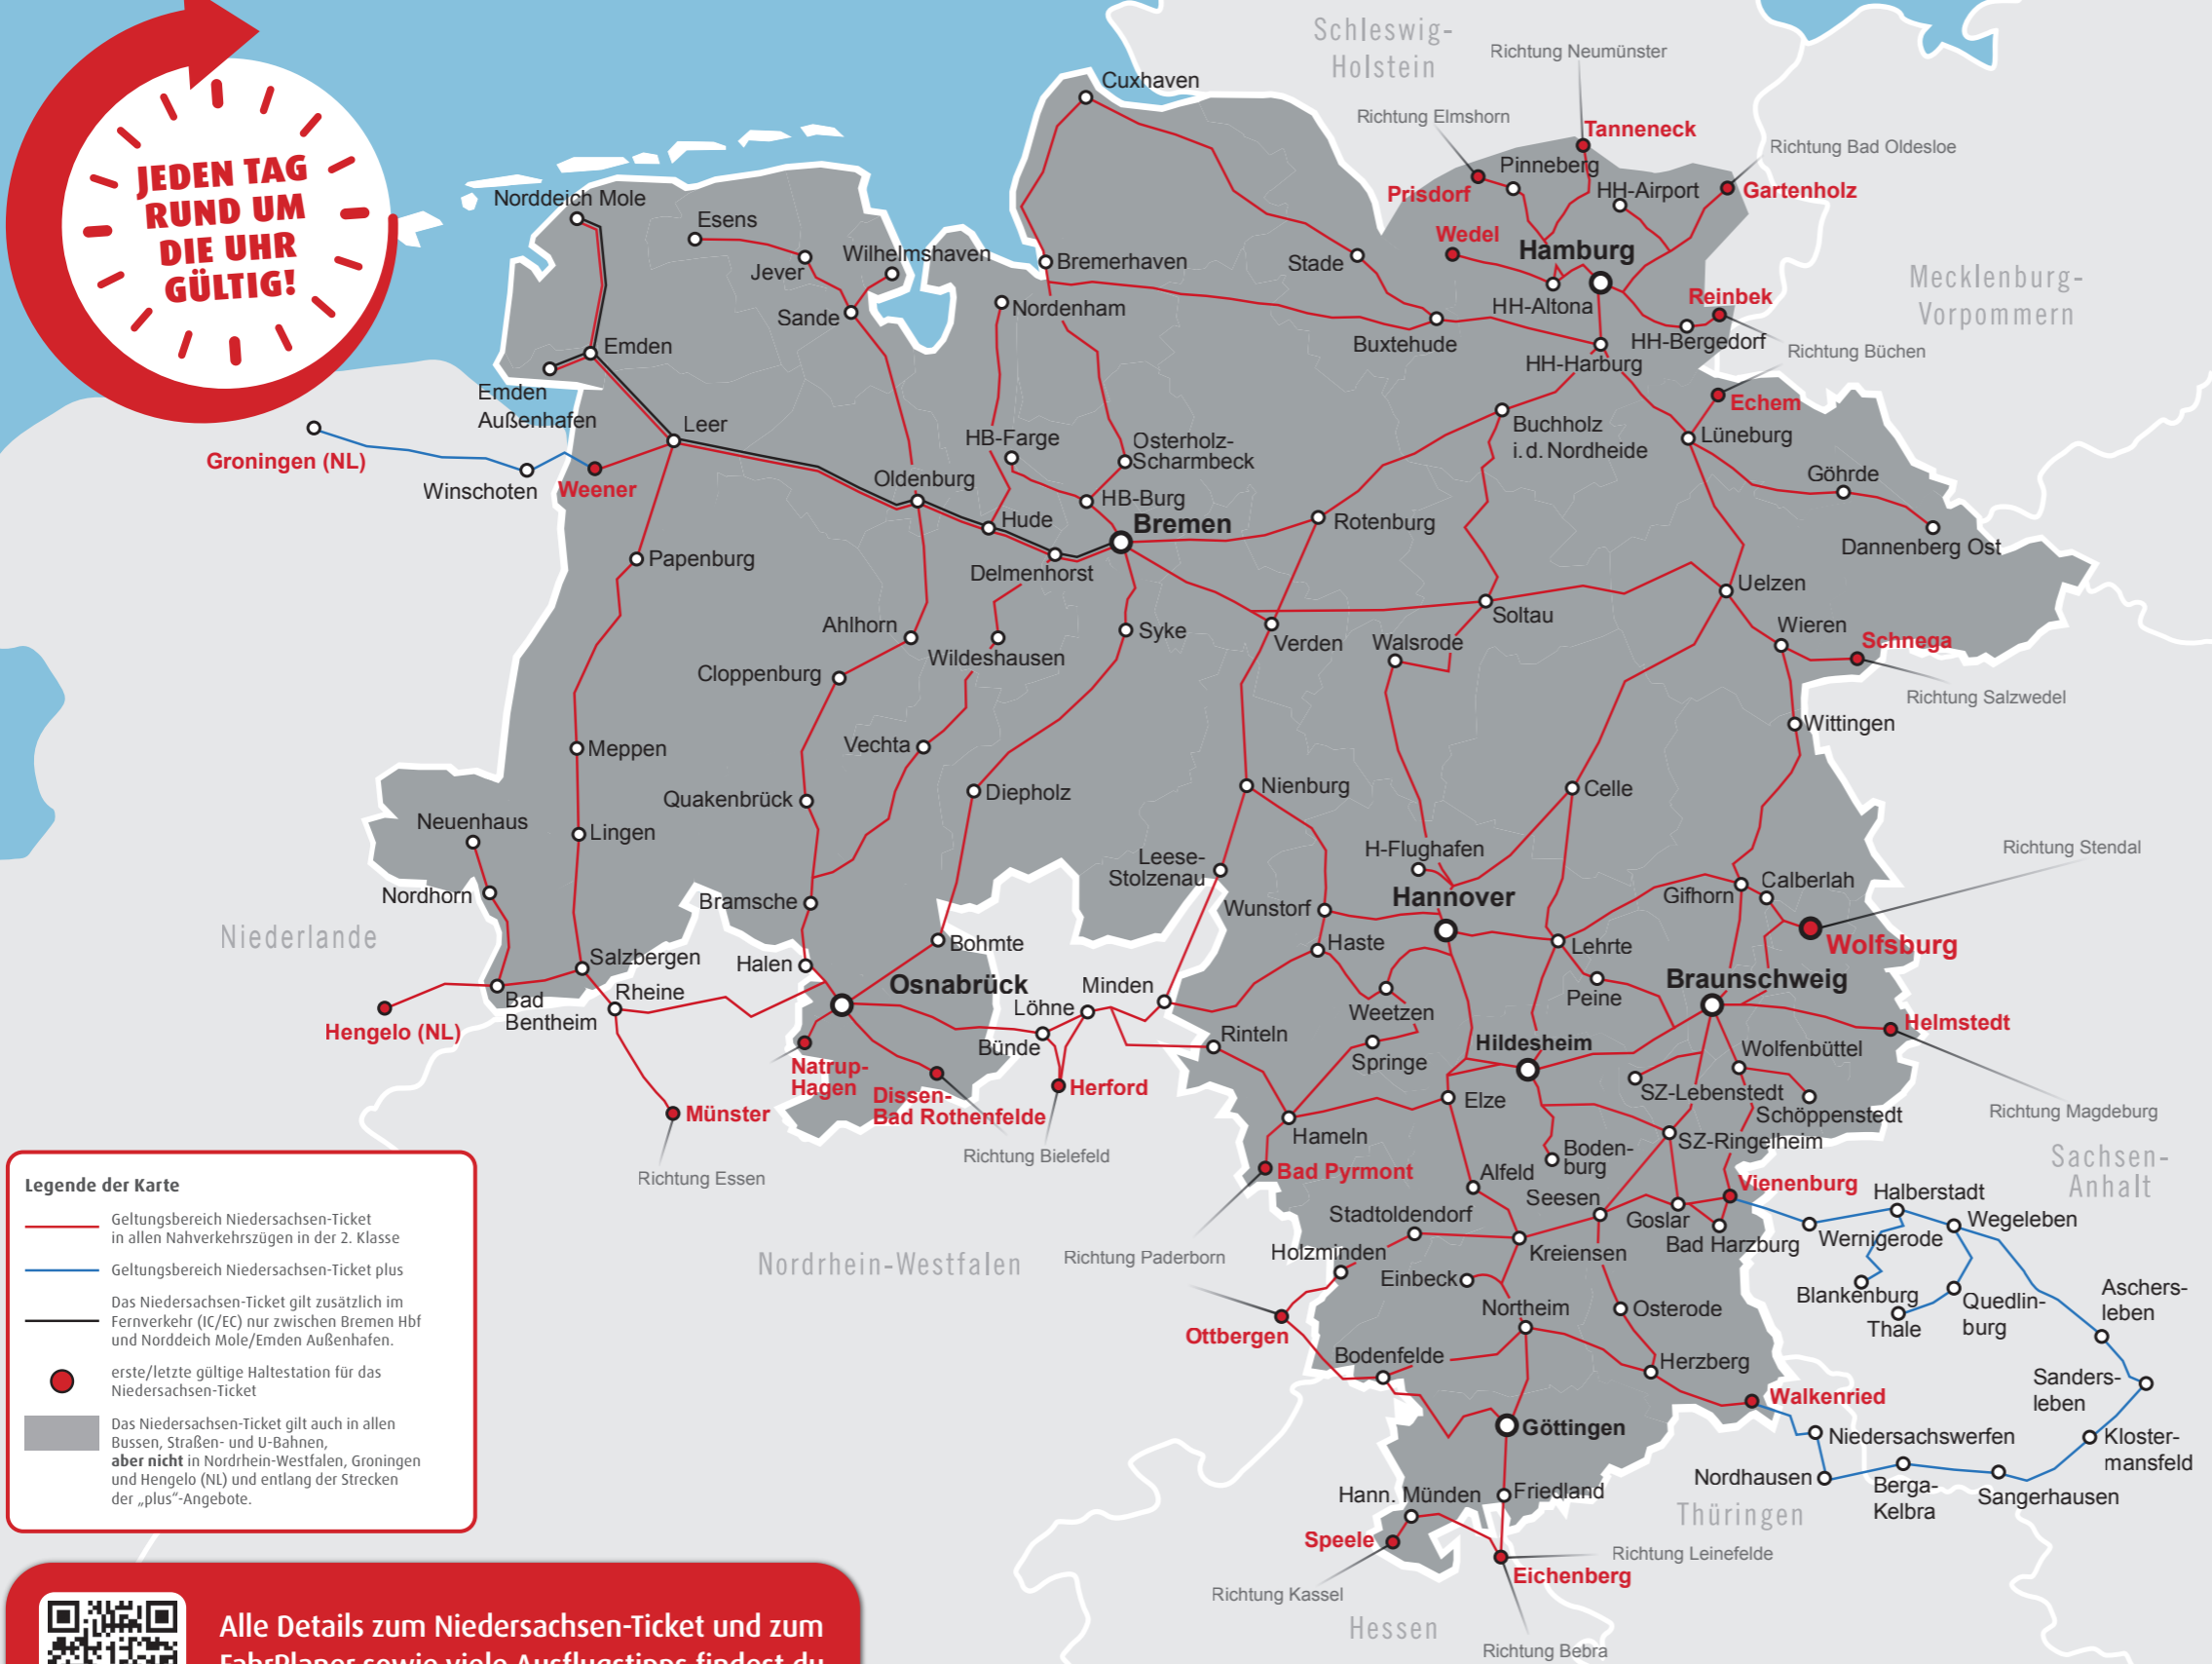 JEDEN TAG
RUND UM
DIE UHR
GÜLTIG!
Schleswig-
Holstein
Richtung Neumünster
Richtung Elmshorn
Tanneneck
Richtung Bad Oldesloe
Cuxhaven
Pinneberg
Prisdorf
HH-Airport
Gartenholz
Norddeich Mole
Esens
Jever
Wilhelmshaven
Sande
Bremerhaven
Nordenham
Stade
Wedel
Hamburg
HH-Altona
Reinbek
Mecklenburg-
Vorpommern
Buxtehude
HH-Bergedorf
HH-Harburg
Richtung Büchen
Emden
Emden
Außenhafen
Leer
Groningen (NL)
Winschoten
Weener
HB-Farge
Osterholz-
Scharmbeck
Oldenburg
HB-Burg
Hude
Bremen
Delmenhorst
Echem
Buchholz
i.d. Nordheide
Lüneburg
Göhrde
Rotenburg
Dannenberg Ost
Papenburg
Uelzen
Soltau
Ahlhorn
Wildeshausen
Syke
Verden
Walsrode
Wieren
Schnega
Cloppenburg
Richtung Salzwedel
Wittingen
Meppen
Vechta
Quakenbrück
Diepholz
Nienburg
Celle
Neuenhaus
Lingen
Leese-
Stolzenau
H-Flughafen
Richtung Stendal
Nordhorn
Bramsche
Wunstorf
Hannover
Gifhorn
Calberlah
Niederlande
Bohmte
Haste
Lehrte
Wolfsburg
Salzbergen
Halen
Osnabrück
Minden
Löhne
Peine
Braunschweig
Bad
Bentheim
Rheine
Weetzen
Hengelo (NL)
Bünde
Rinteln
Springe
Hildesheim
Helmstedt
Wolfenbüttel
Natrup-
Hagen
Dissen-
Bad Rothenfelde
Herford
Elze
SZ-Lebenstedt
Schöppenstedt
Münster
Hameln
SZ-Ringelheim
Richtung Magdeburg
Richtung Bielefeld
Boden-
burg
Sachsen-
Anhalt
Richtung Essen
Bad Pyrmont
Alfeld
Vienenburg
Seesen
Halberstadt
Stadtoldendorf
Goslar
Wegeleben
Bad Harzburg
Wernigerode
Nordrhein-Westfalen
Richtung Paderborn
Holzminden
Kreiensen
Einbeck
Blankenburg
Thale
Quedlin-
burg
Aschers-
leben
Northeim
Osterode
Ottbergen
Bodenfelde
Herzberg
Sanders-
leben
Walkenried
Göttingen
Niedersachswerfen
Kloster-
mansfeld
Nordhausen
Berga-
Kelbra
Sangerhausen
Hann. Münden
Friedland
Thüringen
Speele
Richtung Leinefelde
Eichenberg
Richtung Kassel
Hessen
Richtung Bebra
Legende der Karte
Geltungsbereich Niedersachsen-Ticket
in allen Nahverkehrszügen in der 2. Klasse
Geltungsbereich Niedersachsen-Ticket plus
Das Niedersachsen-Ticket gilt zusätzlich im
Fernverkehr (IC/EC) nur zwischen Bremen Hbf
und Norddeich Mole/Emden Außenhafen.
erste/letzte gültige Haltestation für das
Niedersachsen-Ticket
Das Niedersachsen-Ticket gilt auch in allen
Bussen, Straßen- und U-Bahnen,
aber nicht in Nordrhein-Westfalen, Groningen
und Hengelo (NL) und entlang der Strecken
der „plus“-Angebote.
Alle Details zum Niedersachsen-Ticket und zum
FahrPlaner sowie viele Ausflugstipps findest du